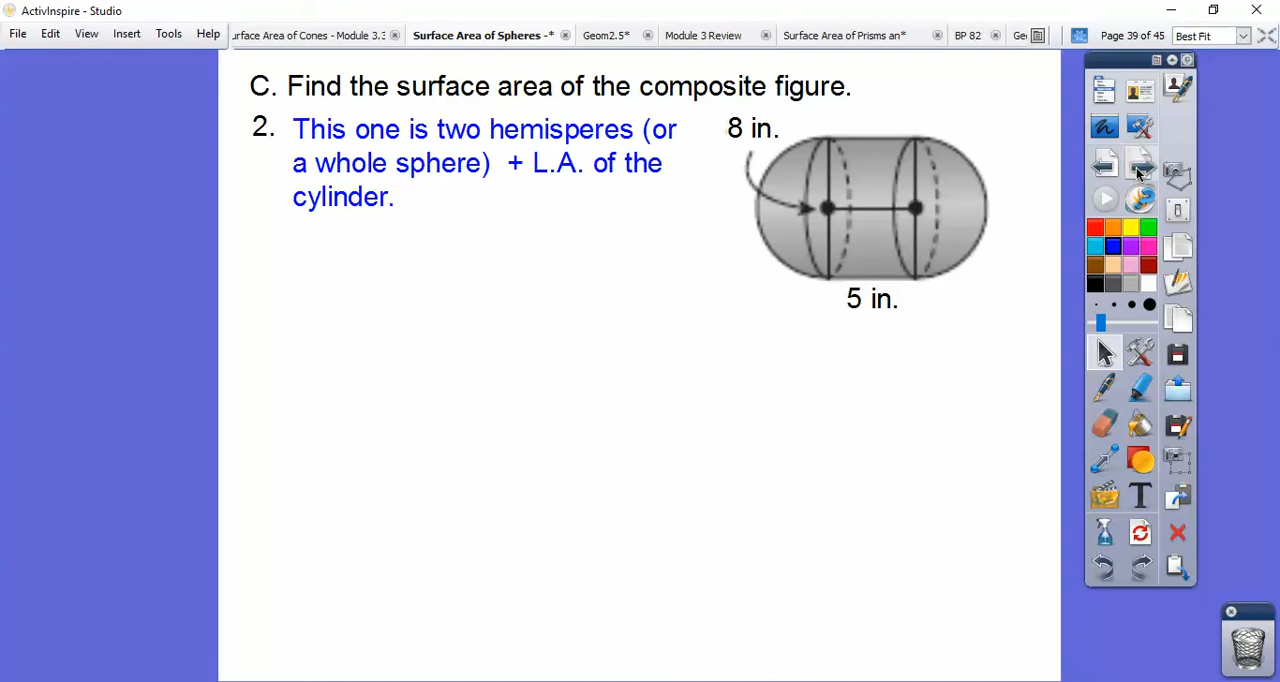 ActivInspire - Studio
File Edit View Insert Tools Help
urface Area of Cones - Module 3.3 Surface Area of Spheres -* Geom2.5* Module 3 Review Surface Area of Prisms an* BP 82 Ge
Page 39 of 45 Best Fit
C. Find the surface area of the composite figure.
2. This one is two hemisperes (or
a whole sphere) + L.A. of the
cylinder.
8 in.
5 in.